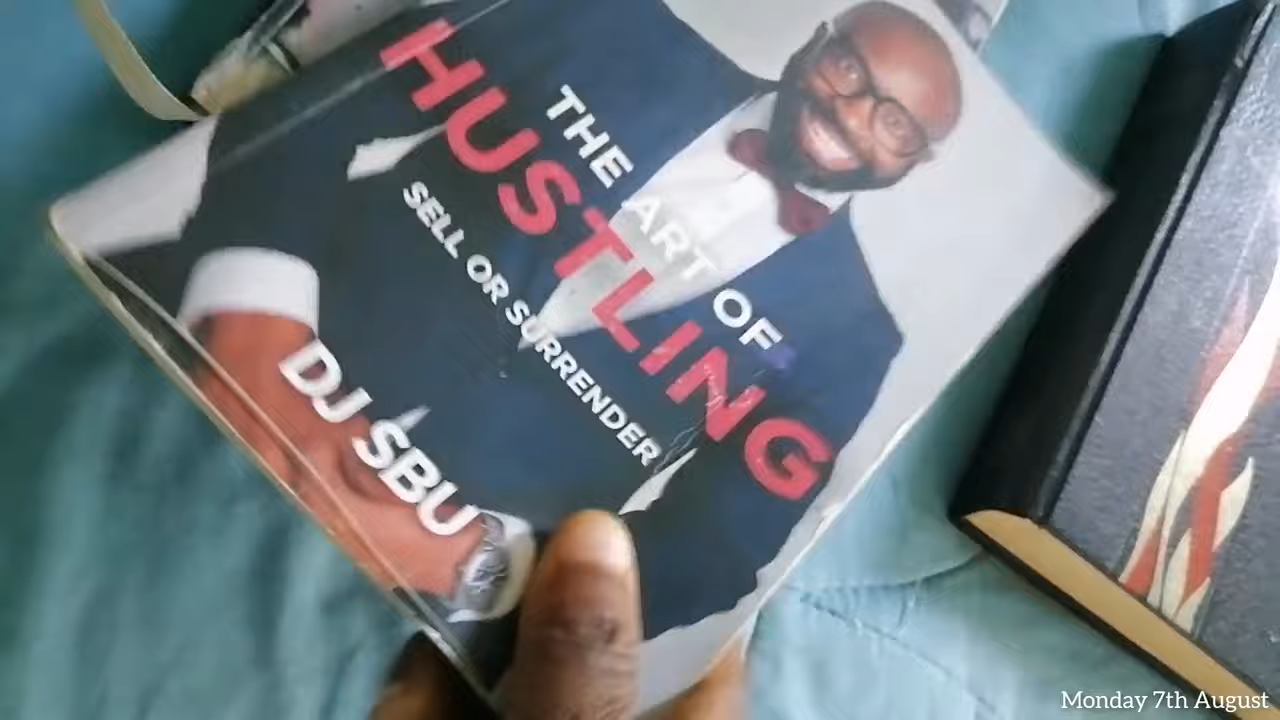 THE ART OF
HUSTLING
SELL OR SURRENDER
DJ SBU
Monday 7th August